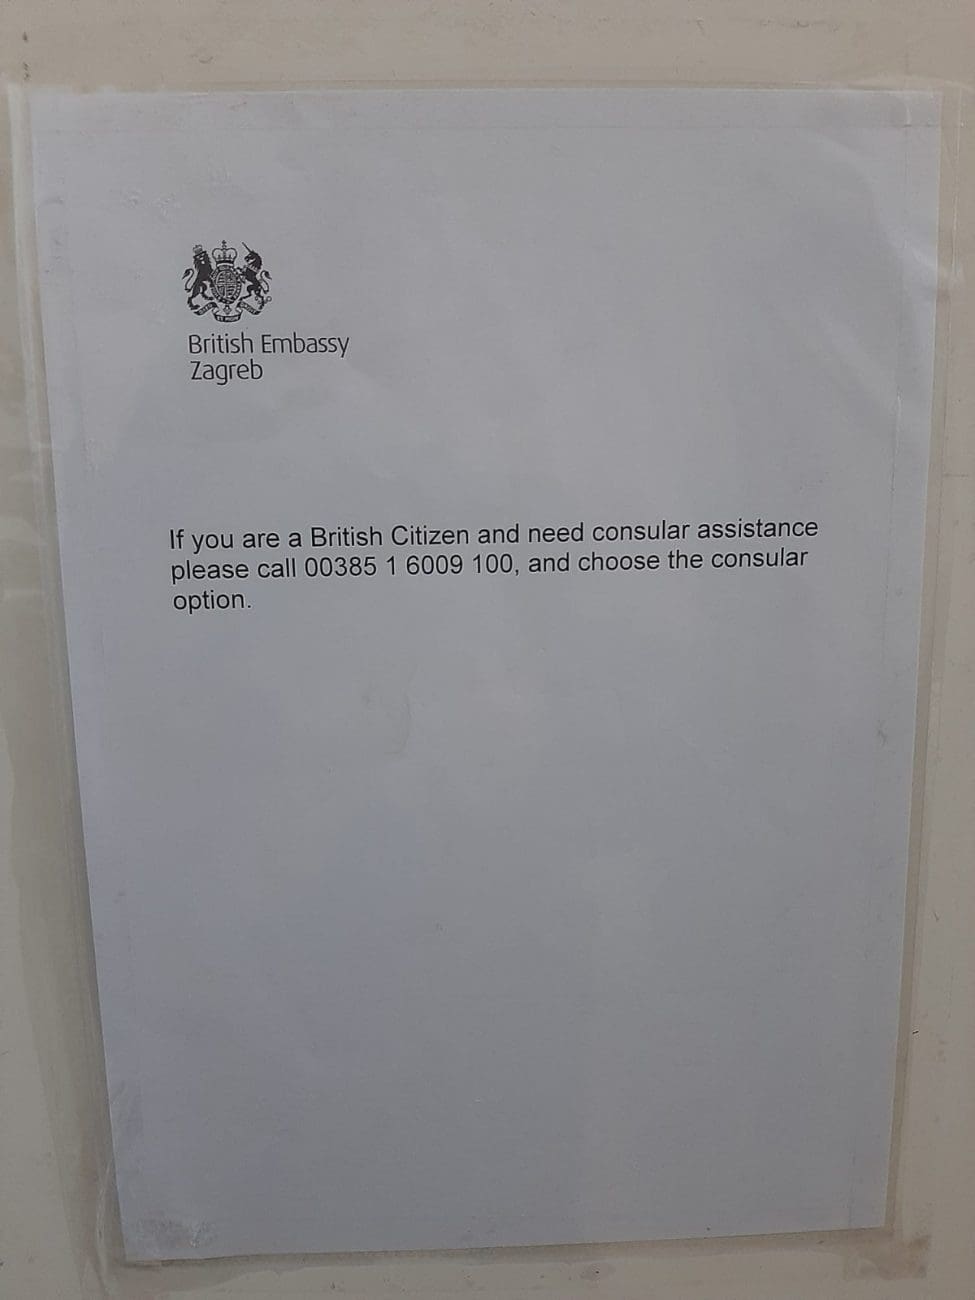 British Embassy
Zagreb
If you are a British Citizen and need consular assistance
please call 00385 1 6009 100, and choose the consular
option.